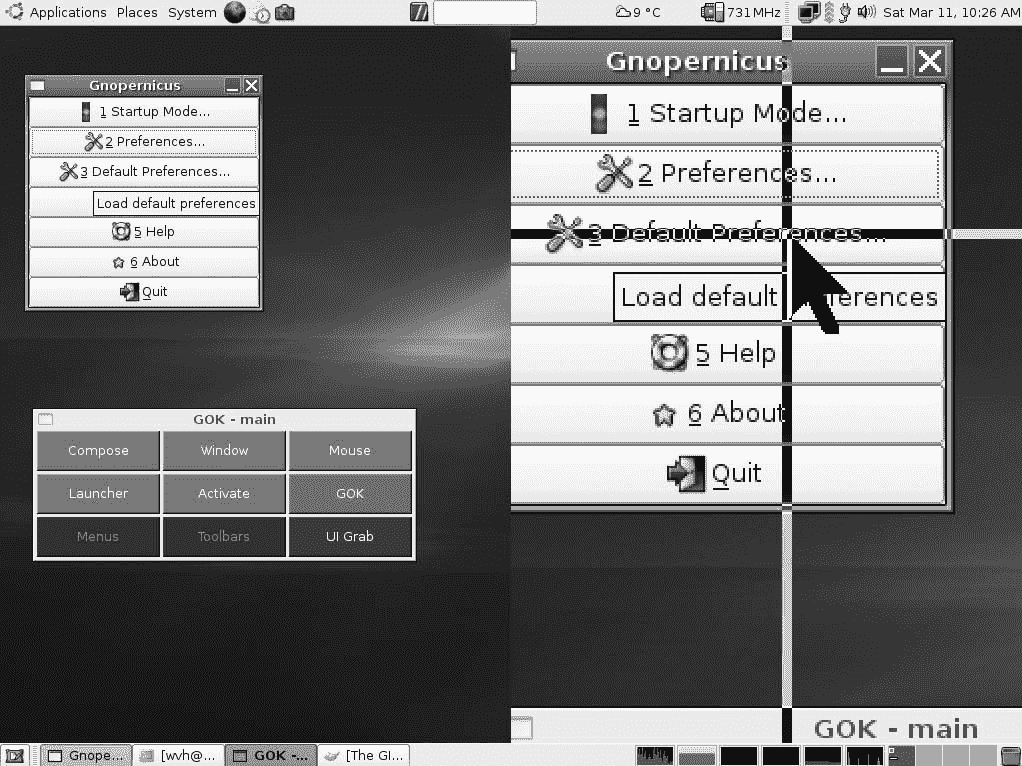 Applications Places System 9 °C 731 MHz Sat Mar 11, 10:26 AM
Gnopernicus
1 Startup Mode...
2 Preferences...
3 Default Preferences...
Load default preferences
5 Help
6 About
Quit
GOK - main
Compose Window Mouse
Launcher Activate GOK
Menus Toolbars UI Grab
Gnopernicus
1 Startup Mode...
2 Preferences...
3 Default Preferences...
Load default erences
5 Help
6 About
Quit
GOK - main
Gnope... [wvh@... GOK -... [The GI...